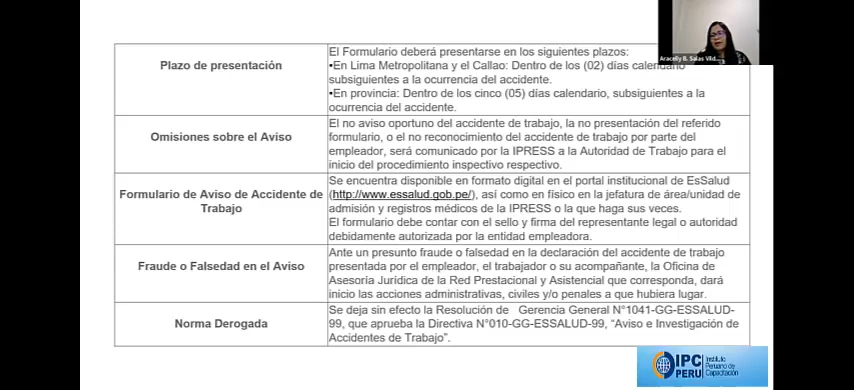 Aracelly B. Salas Vild...
Plazo de presentación
El Formulario deberá presentarse en los siguientes plazos:
•En Lima Metropolitana y el Callao: Dentro de los (02) días calendario
subsiguientes a la ocurrencia del accidente.
•En provincia: Dentro de los cinco (05) días calendario, subsiguientes a la
ocurrencia del accidente.
Omisiones sobre el Aviso
El no aviso oportuno del accidente de trabajo, la no presentación del referido
formulario, o el no reconocimiento del accidente de trabajo por parte del
empleador, será comunicado por la IPRESS a la Autoridad de Trabajo para el
inicio del procedimiento inspectivo respectivo.
Formulario de Aviso de Accidente de
Trabajo
Se encuentra disponible en formato digital en el portal institucional de EsSalud
(http://www.essalud.gob.pe/), así como en físico en la jefatura de área/unidad de
admisión y registros médicos de la IPRESS o la que haga sus veces.
El formulario debe contar con el sello y firma del representante legal o autoridad
debidamente autorizada por la entidad empleadora.
Fraude o Falsedad en el Aviso
Ante un presunto fraude o falsedad en la declaración del accidente de trabajo
presentada por el empleador, el trabajador o su acompañante, la Oficina de
Asesoría Jurídica de la Red Prestacional y Asistencial que corresponda, dará
inicio las acciones administrativas, civiles y/o penales a que hubiera lugar.
Norma Derogada
Se deja sin efecto la Resolución de Gerencia General N°1041-GG-ESSALUD-
99, que aprueba la Directiva N°010-GG-ESSALUD-99, “Aviso e Investigación de
Accidentes de Trabajo”.
IPC
PERU
Instituto
Peruano de
Capacitación